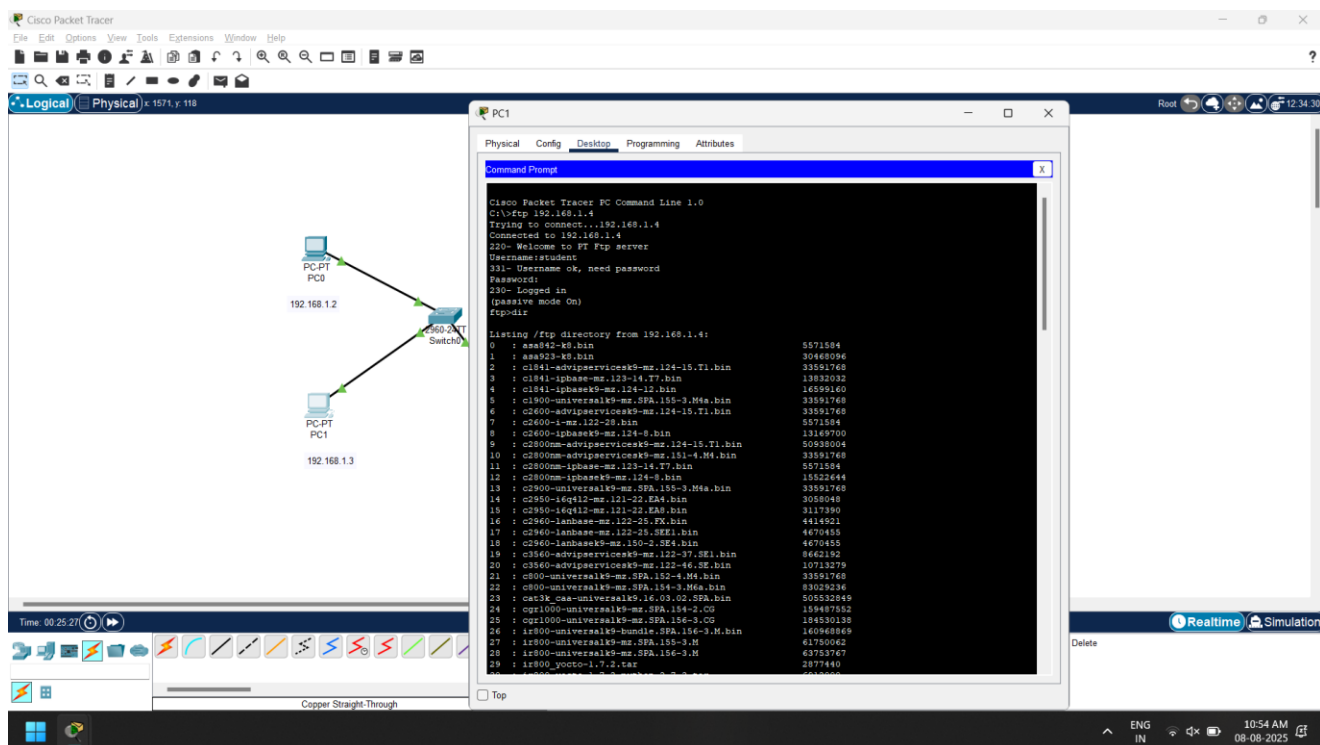 Cisco Packet Tracer
File Edit Options View Tools Extensions Window Help
?
Logical Physical x: 1571, y: 118
Root 12:34:30
PC-PT
PC0
192.168.1.2
2960-24TT
Switch0
PC-PT
PC1
192.168.1.3
PC1
Physical Config Desktop Programming Attributes
Command Prompt X
Cisco Packet Tracer PC Command Line 1.0
C:\>ftp 192.168.1.4
Trying to connect...192.168.1.4
Connected to 192.168.1.4
220- Welcome to PT Ftp server
Username:student
331- Username ok, need password
Password:
230- Logged in
(passive mode On)
ftp>dir
Listing /ftp directory from 192.168.1.4:
0 : asa842-k8.bin 5571584
1 : asa923-k8.bin 30468096
2 : c1841-advipservicesk9-mz.124-15.T1.bin 33591768
3 : c1841-ipbase-mz.123-14.T7.bin 13832032
4 : c1841-ipbasek9-mz.124-12.bin 16599160
5 : c1900-universalk9-mz.SPA.155-3.M4a.bin 33591768
6 : c2600-advipservicesk9-mz.124-15.T1.bin 33591768
7 : c2600-i-mz.122-28.bin 5571584
8 : c2600-ipbasek9-mz.124-8.bin 13169700
9 : c2800nm-advipservicesk9-mz.124-15.T1.bin 50938004
10 : c2800nm-advipservicesk9-mz.151-4.M4.bin 33591768
11 : c2800nm-ipbase-mz.123-14.T7.bin 5571584
12 : c2800nm-ipbasek9-mz.124-8.bin 15522644
13 : c2900-universalk9-mz.SPA.155-3.M4a.bin 33591768
14 : c2950-i6q4l2-mz.121-22.EA4.bin 3058048
15 : c2950-i6q4l2-mz.121-22.EA8.bin 3117390
16 : c2960-lanbase-mz.122-25.FX.bin 4414921
17 : c2960-lanbase-mz.122-25.SEE1.bin 4670455
18 : c2960-lanbasek9-mz.150-2.SE4.bin 4670455
19 : c3560-advipservicesk9-mz.122-37.SE1.bin 8662192
20 : c3560-advipservicesk9-mz.122-46.SE.bin 10713279
21 : c800-universalk9-mz.SPA.152-4.M4.bin 33591768
22 : c800-universalk9-mz.SPA.154-3.M6a.bin 83029236
23 : cat3k_caa-universalk9.16.03.02.SPA.bin 505532849
24 : cgr1000-universalk9-mz.SPA.154-2.CG 159487552
25 : cgr1000-universalk9-mz.SPA.156-3.CG 184530138
26 : ir800-universalk9-bundle.SPA.156-3.M.bin 160968869
27 : ir800-universalk9-mz.SPA.155-3.M 61750062
28 : ir800-universalk9-mz.SPA.156-3.M 63753767
29 : ir800_yocto-1.7.2.tar 2877440
Top
Time: 00:25:27
Realtime Simulation
Delete
Copper Straight-Through
ENG
IN
10:54 AM
08-08-2025